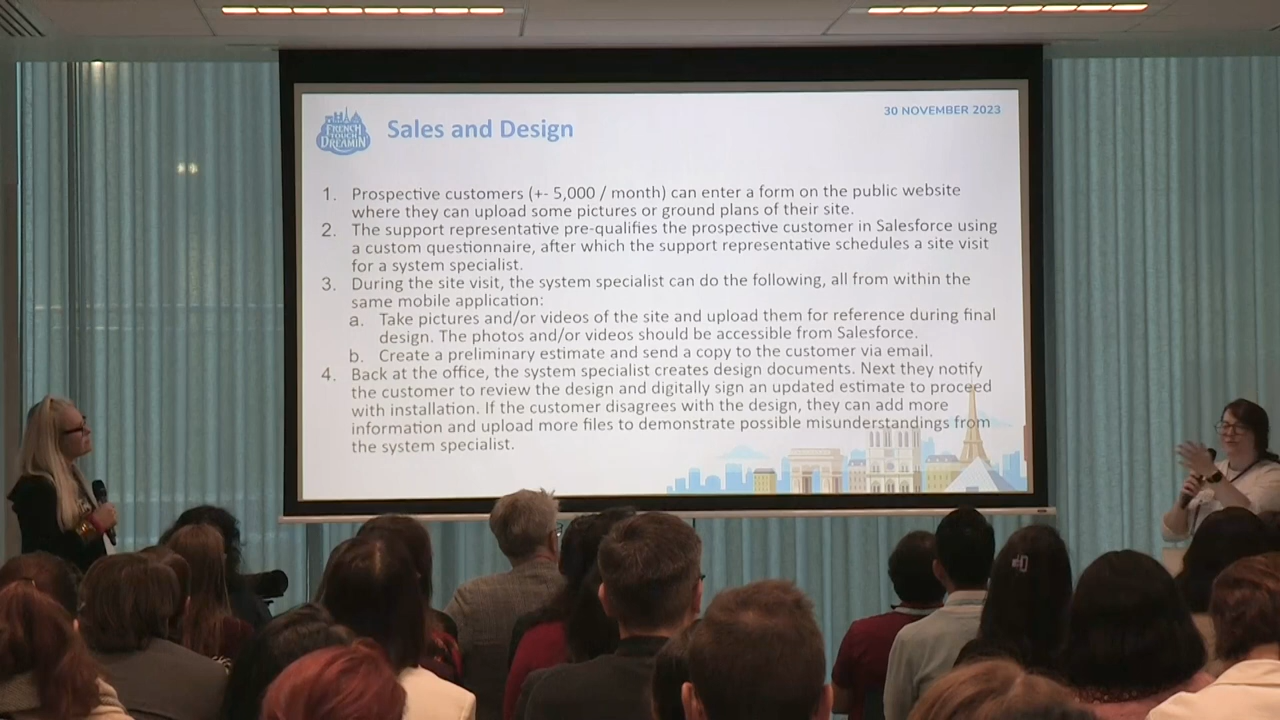 30 NOVEMBER 2023
FRENCH
TOUCH
DREAMIN
Sales and Design
1. Prospective customers (+- 5,000 / month) can enter a form on the public website
where they can upload some pictures or ground plans of their site.
2. The support representative pre-qualifies the prospective customer in Salesforce using
a custom questionnaire, after which the support representative schedules a site visit
for a system specialist.
3. During the site visit, the system specialist can do the following, all from within the
same mobile application:
a. Take pictures and/or videos of the site and upload them for reference during final
design. The photos and/or videos should be accessible from Salesforce.
b. Create a preliminary estimate and send a copy to the customer via email.
4. Back at the office, the system specialist creates design documents. Next they notify
the customer to review the design and digitally sign an updated estimate to proceed
with installation. If the customer disagrees with the design, they can add more
information and upload more files to demonstrate possible misunderstandings from
the system specialist.